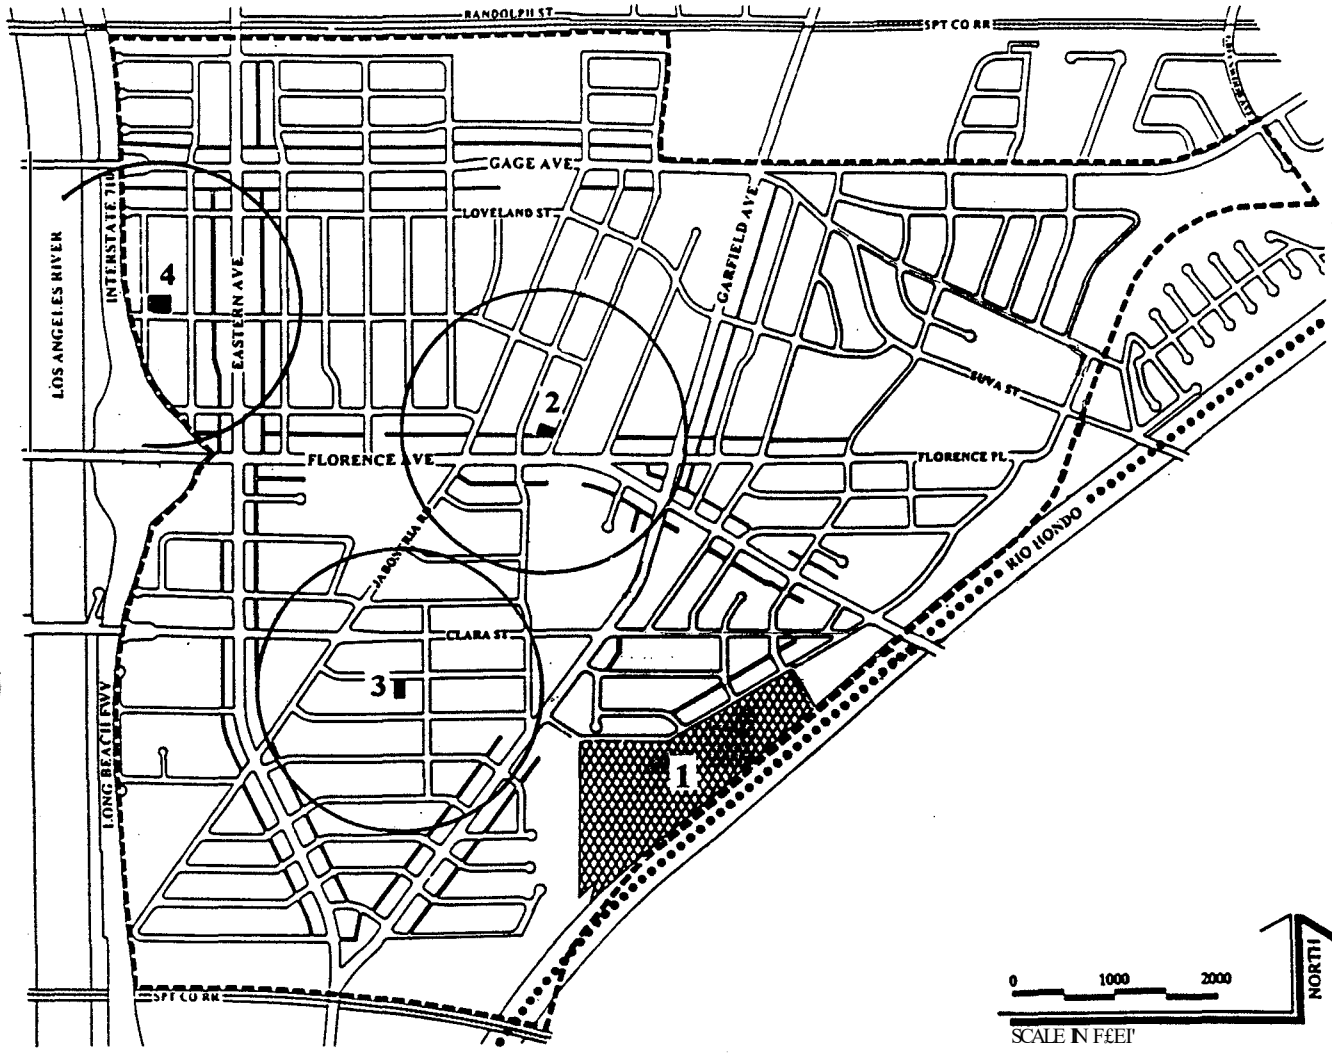 RANDOLPH ST
SPT CO RR
GAGE AVE
INTERSTATE 710
LOVELAND ST
GARFIELD AVE
LOS ANGELES RIVER
4
EASTERN AVE
2
SUVA ST
FLORENCE AVE
FLORENCE PL
RIO HONDO
CLARA ST
3
LONG BEACH FWY
1
SPT CO RR
0 1000 2000
NORTH
SCALE IN F£EI'